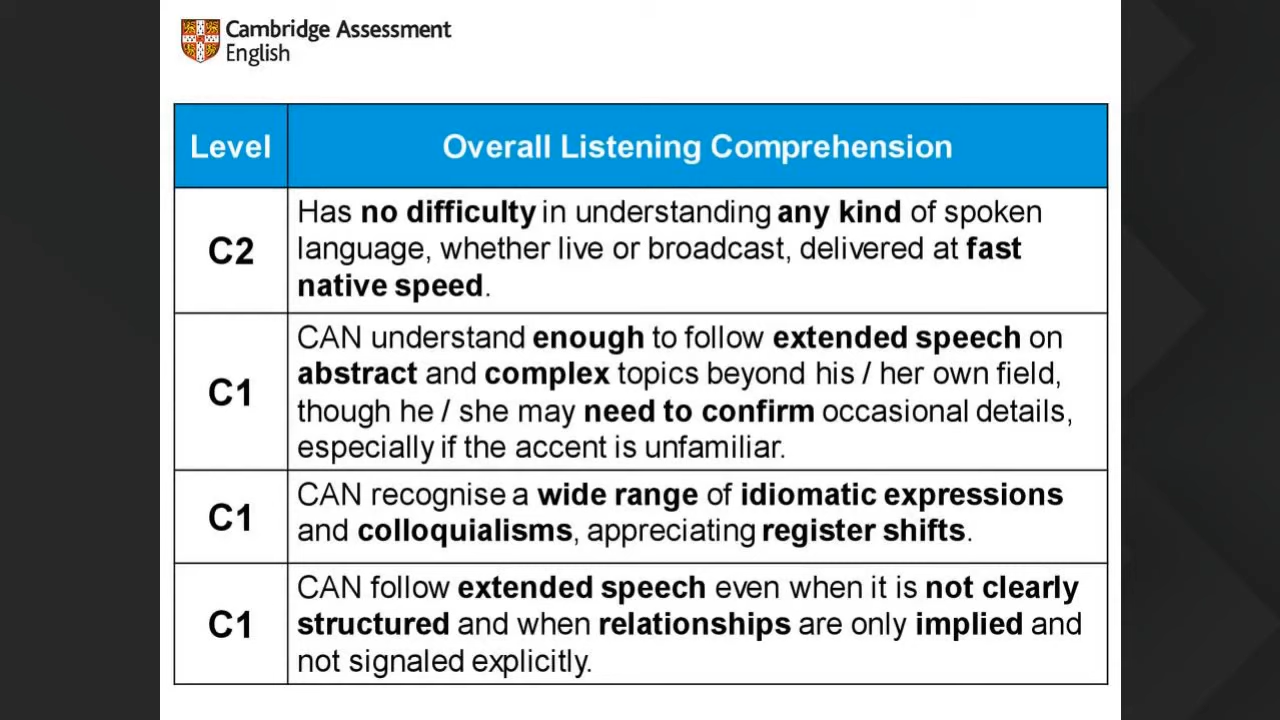 Cambridge Assessment
English
Level
Overall Listening Comprehension
C2
Has no difficulty in understanding any kind of spoken
language, whether live or broadcast, delivered at fast
native speed.
C1
CAN understand enough to follow extended speech on
abstract and complex topics beyond his / her own field,
though he / she may need to confirm occasional details,
especially if the accent is unfamiliar.
C1
CAN recognise a wide range of idiomatic expressions
and colloquialisms, appreciating register shifts.
C1
CAN follow extended speech even when it is not clearly
structured and when relationships are only implied and
not signaled explicitly.